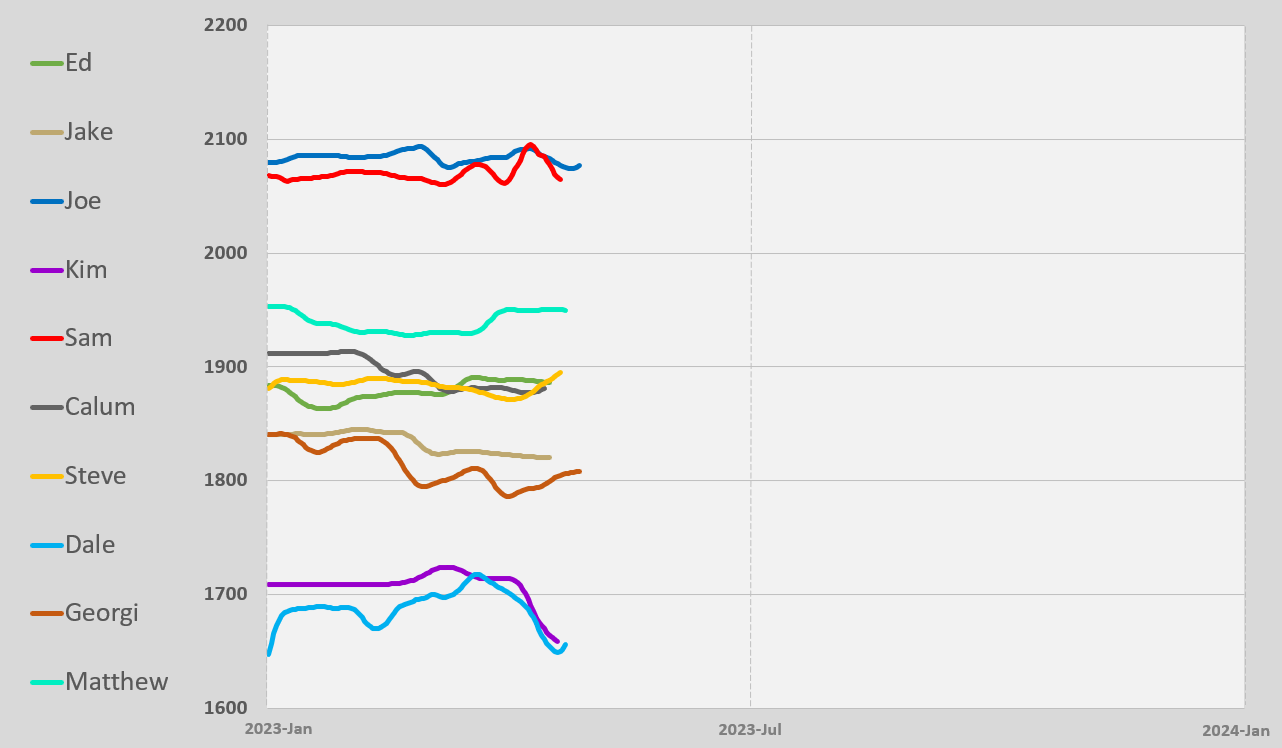 Ed
Jake
Joe
Kim
Sam
Calum
Steve
Dale
Georgi
Matthew
2200
2100
2000
1900
1800
1700
1600
2023-Jan
2023-Jul
2024-Jan